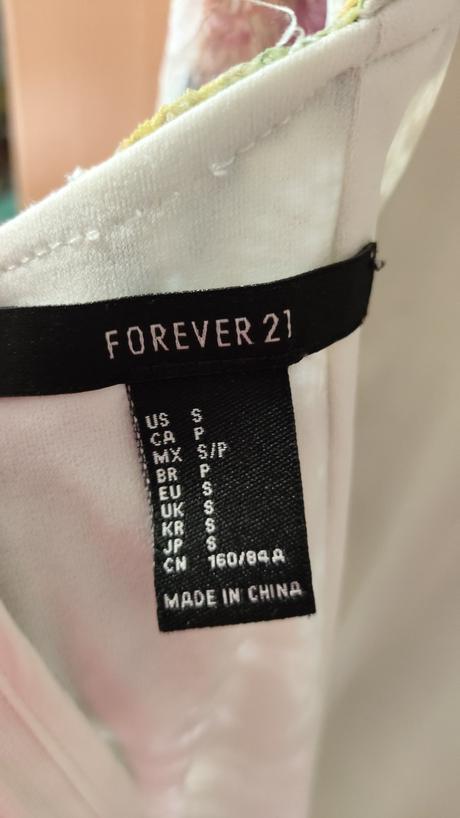 FOREVER 21
US S
CA P
MX S/P
BR P
EU S
UK S
KR S
JP S
CN 160/84A
MADE IN CHINA